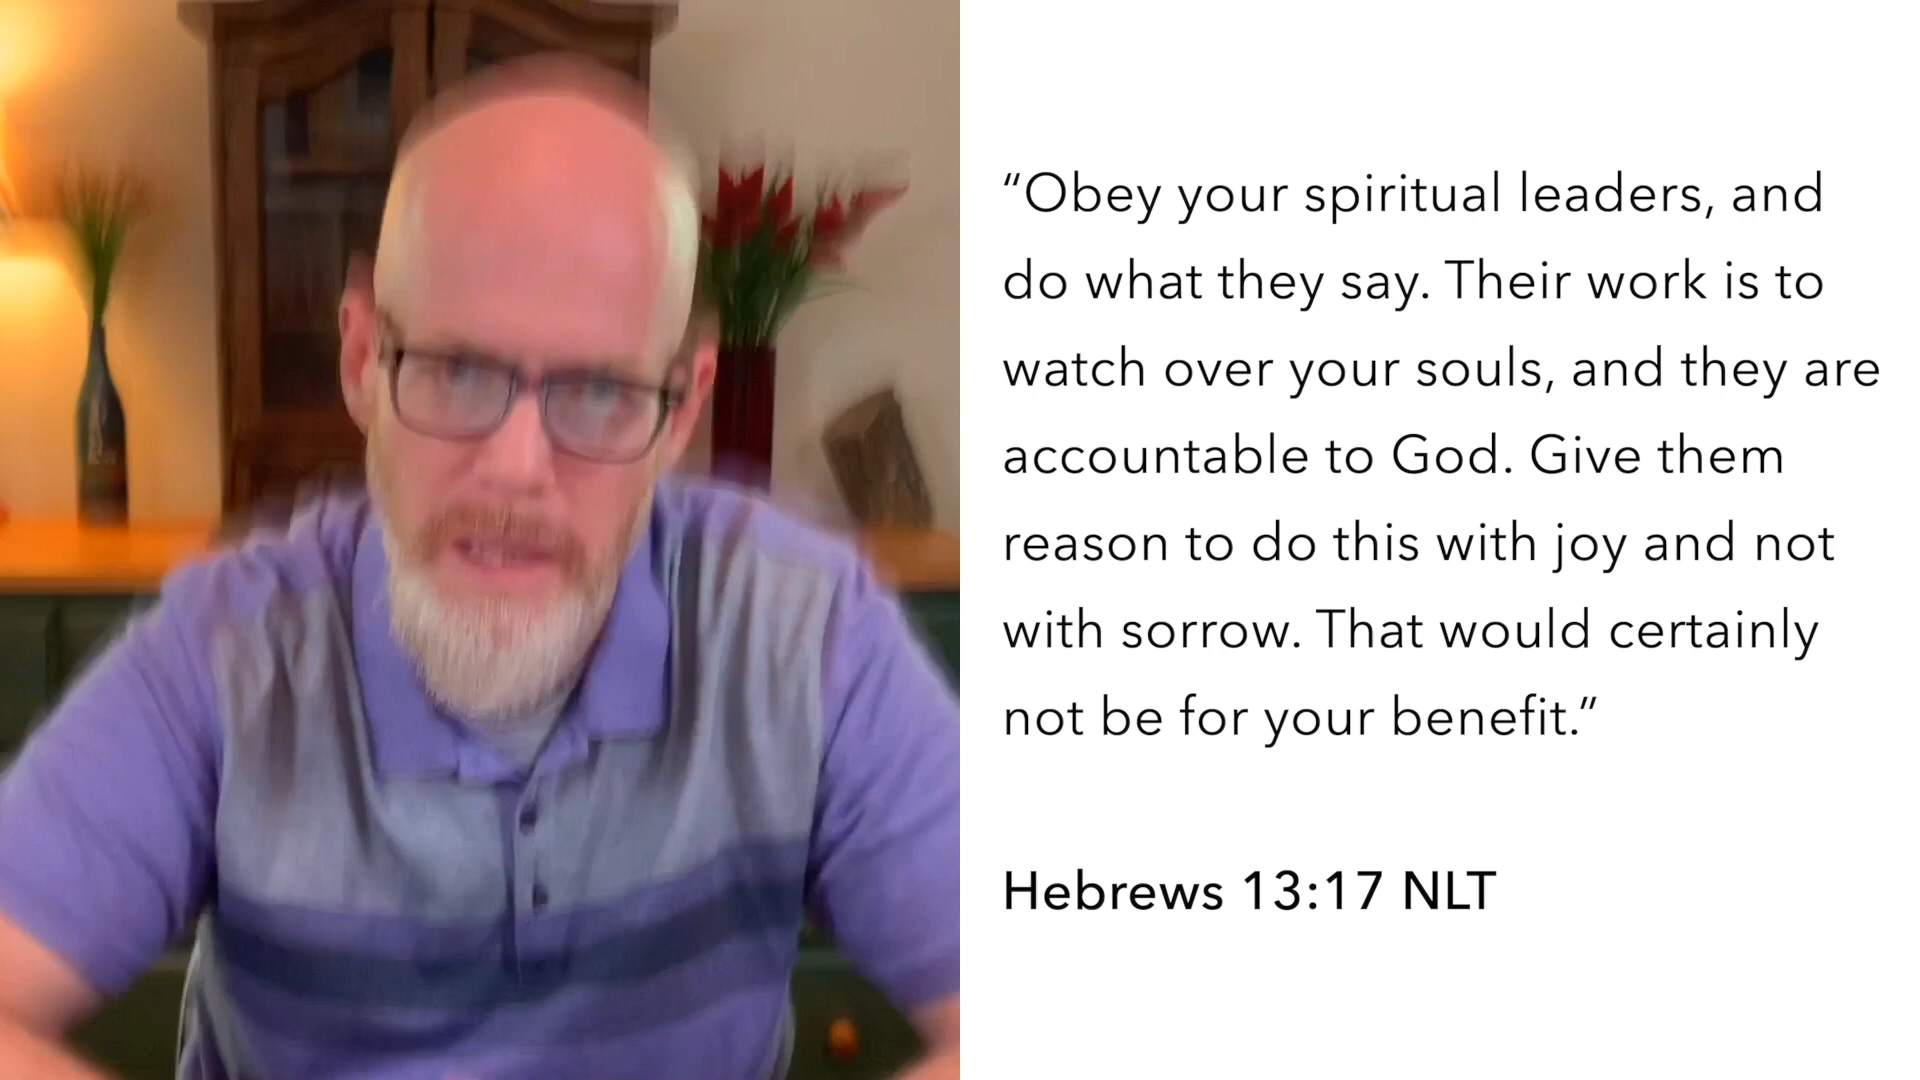 “Obey your spiritual leaders, and
do what they say. Their work is to
watch over your souls, and they are
accountable to God. Give them
reason to do this with joy and not
with sorrow. That would certainly
not be for your benefit.”
Hebrews 13:17 NLT